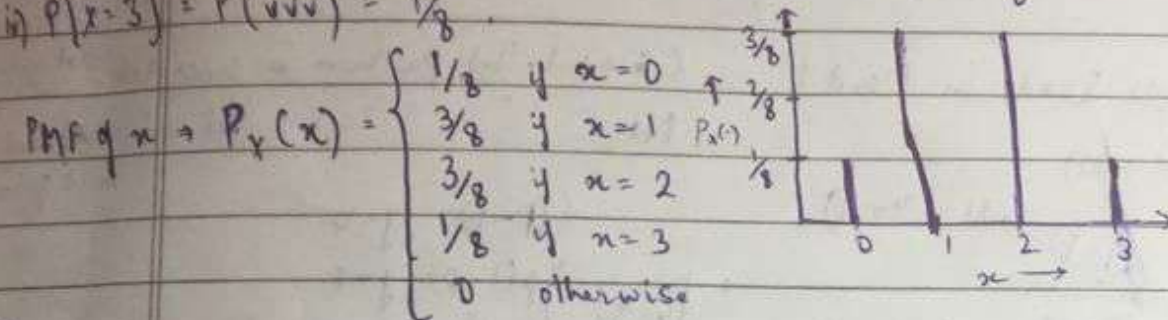 ii) P(x=3) = P(VVV) = 1/8.
PMF of x → P_X(x) = { 1/8 if x = 0
3/8 if x = 1
3/8 if x = 2
1/8 if x = 3
0 otherwise
3/8
↑ 2/8
P_X(.)
1/8
0 1 2 3
x →